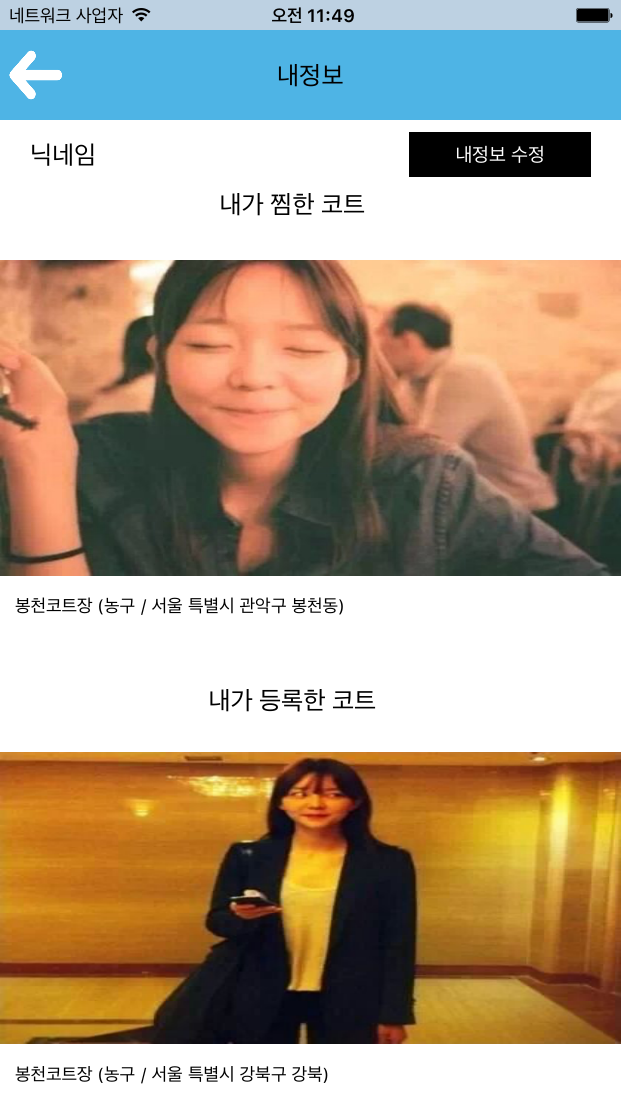 네트워크 사업자 오전 11:49
내정보
닉네임 내정보 수정
내가 찜한 코트
봉천코트장 (농구 / 서울 특별시 관악구 봉천동)
내가 등록한 코트
봉천코트장 (농구 / 서울 특별시 강북구 강북)